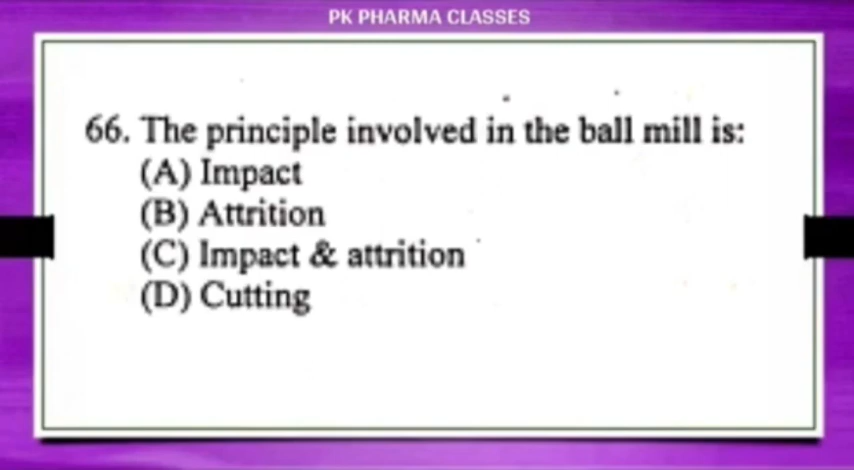 PK PHARMA CLASSES
66. The principle involved in the ball mill is:
(A) Impact
(B) Attrition
(C) Impact & attrition
(D) Cutting